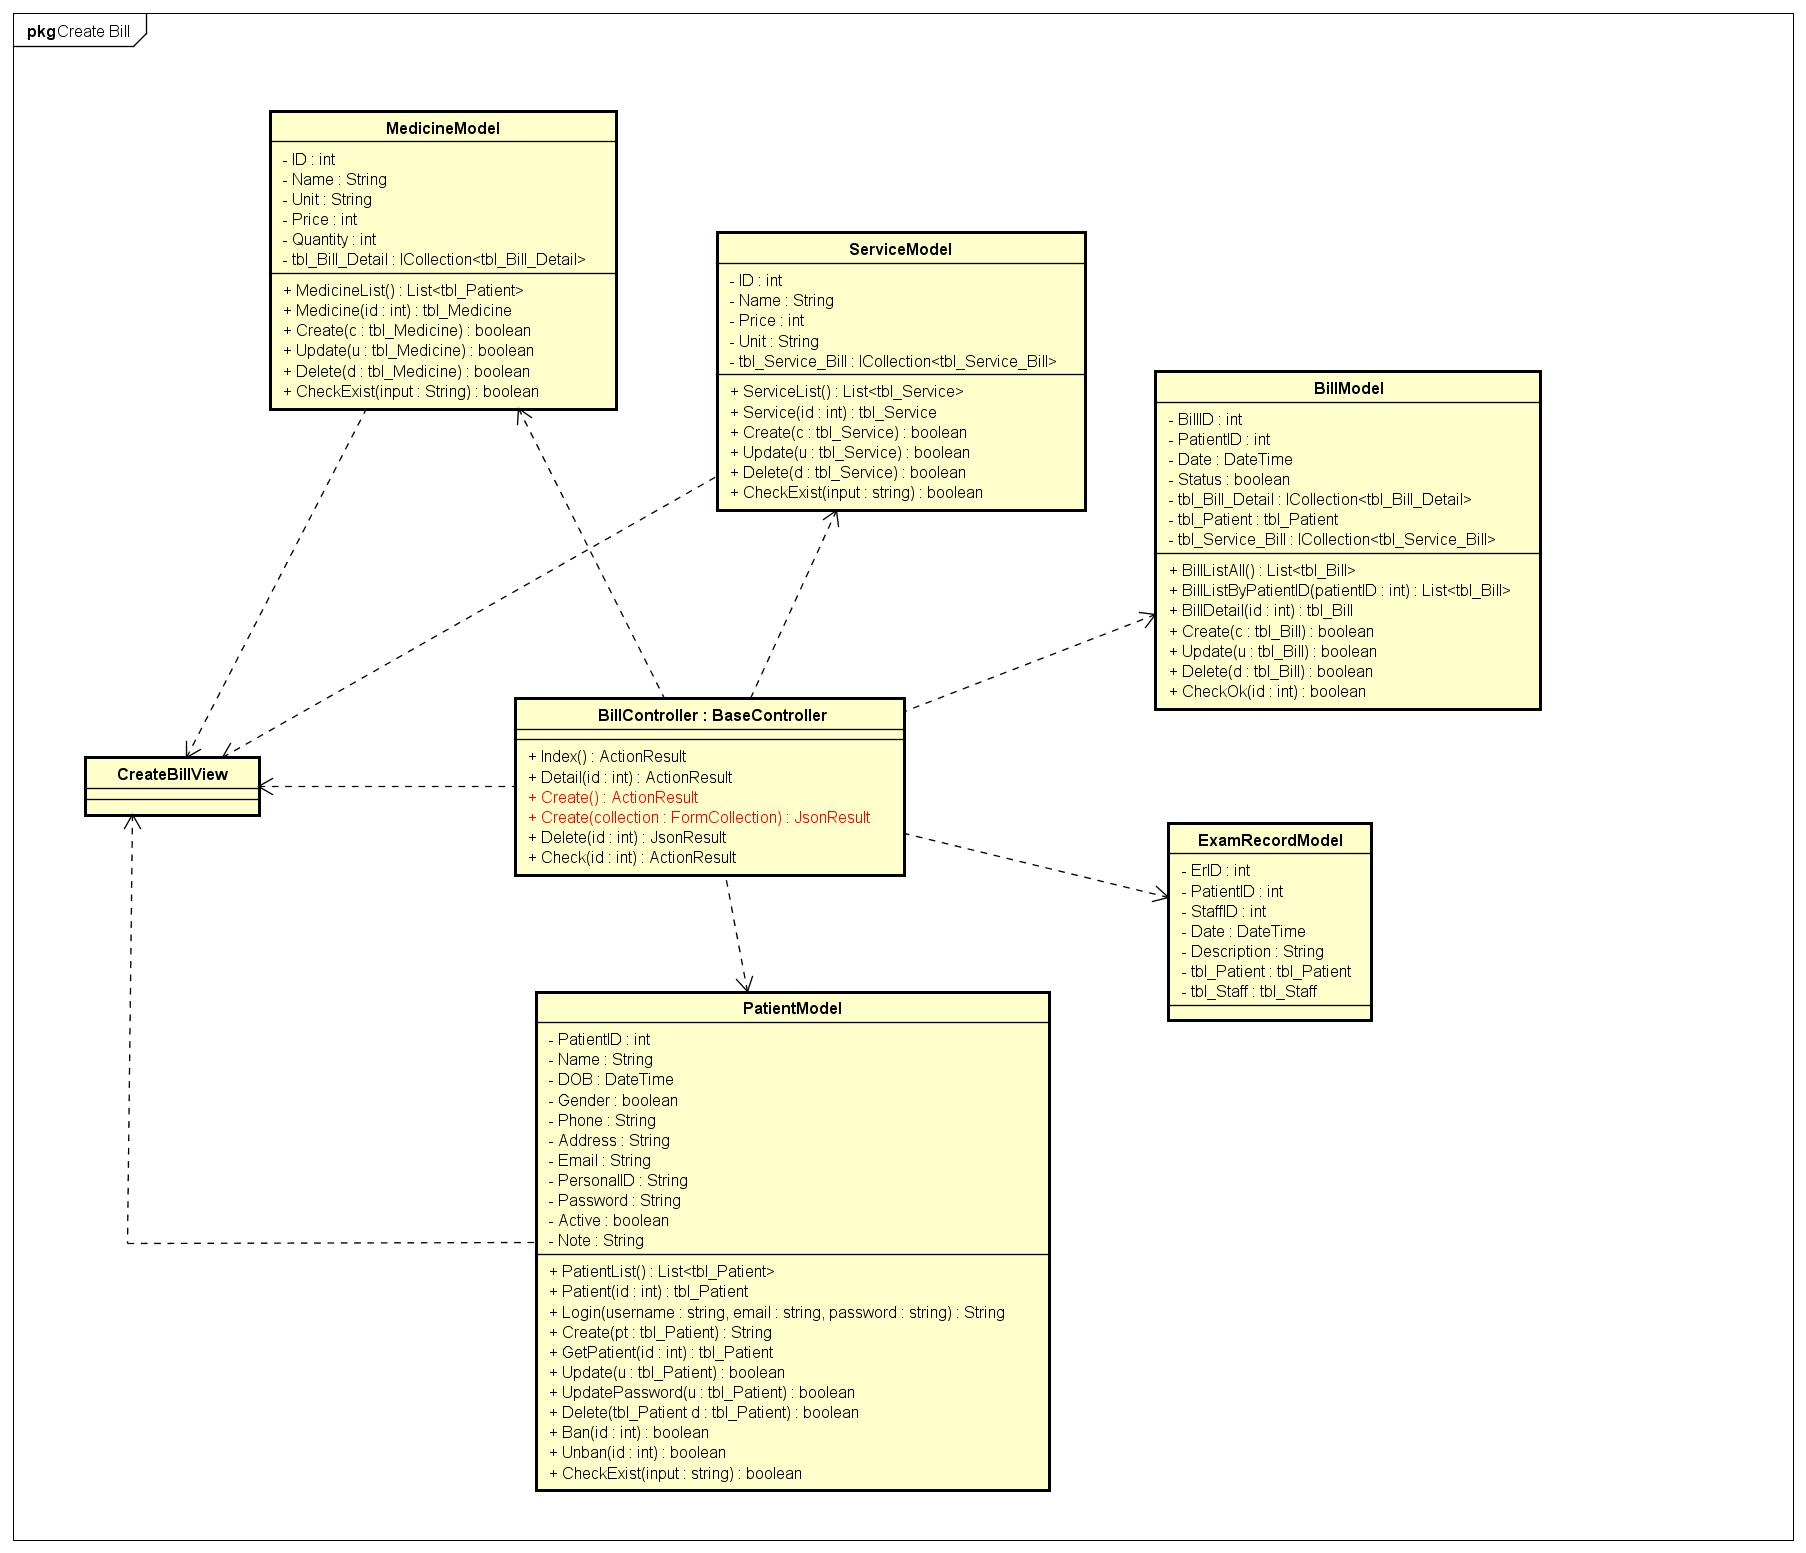 pkg Create Bill
MedicineModel
- ID : int
- Name : String
- Unit : String
- Price : int
- Quantity : int
- tbl_Bill_Detail : ICollection<tbl_Bill_Detail>
+ MedicineList() : List<tbl_Patient>
+ Medicine(id : int) : tbl_Medicine
+ Create(c : tbl_Medicine) : boolean
+ Update(u : tbl_Medicine) : boolean
+ Delete(d : tbl_Medicine) : boolean
+ CheckExist(input : String) : boolean
ServiceModel
- ID : int
- Name : String
- Price : int
- Unit : String
- tbl_Service_Bill : ICollection<tbl_Service_Bill>
+ ServiceList() : List<tbl_Service>
+ Service(id : int) : tbl_Service
+ Create(c : tbl_Service) : boolean
+ Update(u : tbl_Service) : boolean
+ Delete(d : tbl_Service) : boolean
+ CheckExist(input : string) : boolean
BillModel
- BillID : int
- PatientID : int
- Date : DateTime
- Status : boolean
- tbl_Bill_Detail : ICollection<tbl_Bill_Detail>
- tbl_Patient : tbl_Patient
- tbl_Service_Bill : ICollection<tbl_Service_Bill>
+ BillListAll() : List<tbl_Bill>
+ BillListByPatientID(patientID : int) : List<tbl_Bill>
+ BillDetail(id : int) : tbl_Bill
+ Create(c : tbl_Bill) : boolean
+ Update(u : tbl_Bill) : boolean
+ Delete(d : tbl_Bill) : boolean
+ CheckOk(id : int) : boolean
BillController : BaseController
+ Index() : ActionResult
+ Detail(id : int) : ActionResult
+ Create() : ActionResult
+ Create(collection : FormCollection) : JsonResult
+ Delete(id : int) : JsonResult
+ Check(id : int) : ActionResult
CreateBillView
ExamRecordModel
- ErID : int
- PatientID : int
- StaffID : int
- Date : DateTime
- Description : String
- tbl_Patient : tbl_Patient
- tbl_Staff : tbl_Staff
PatientModel
- PatientID : int
- Name : String
- DOB : DateTime
- Gender : boolean
- Phone : String
- Address : String
- Email : String
- PersonalID : String
- Password : String
- Active : boolean
- Note : String
+ PatientList() : List<tbl_Patient>
+ Patient(id : int) : tbl_Patient
+ Login(username : string, email : string, password : string) : String
+ Create(pt : tbl_Patient) : String
+ GetPatient(id : int) : tbl_Patient
+ Update(u : tbl_Patient) : boolean
+ UpdatePassword(u : tbl_Patient) : boolean
+ Delete(tbl_Patient d : tbl_Patient) : boolean
+ Ban(id : int) : boolean
+ Unban(id : int) : boolean
+ CheckExist(input : string) : boolean